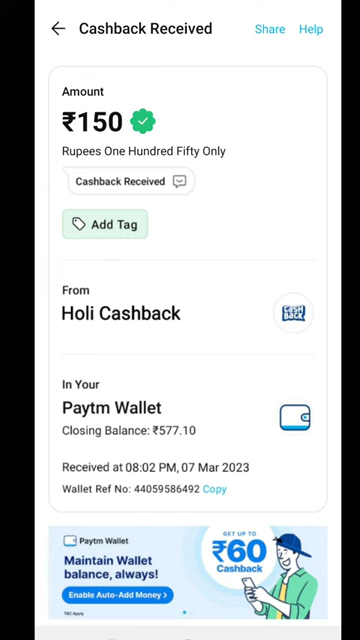 Cashback Received
Share
Help
Amount
₹150
Rupees One Hundred Fifty Only
Cashback Received
Add Tag
From
Holi Cashback
CASH
BACK
In Your
Paytm Wallet
Closing Balance: ₹577.10
Received at 08:02 PM, 07 Mar 2023
Wallet Ref No: 44059586492 Copy
Paytm Wallet
Maintain Wallet
balance, always!
Enable Auto-Add Money >
T&C Apply
GET UP TO
₹60
Cashback